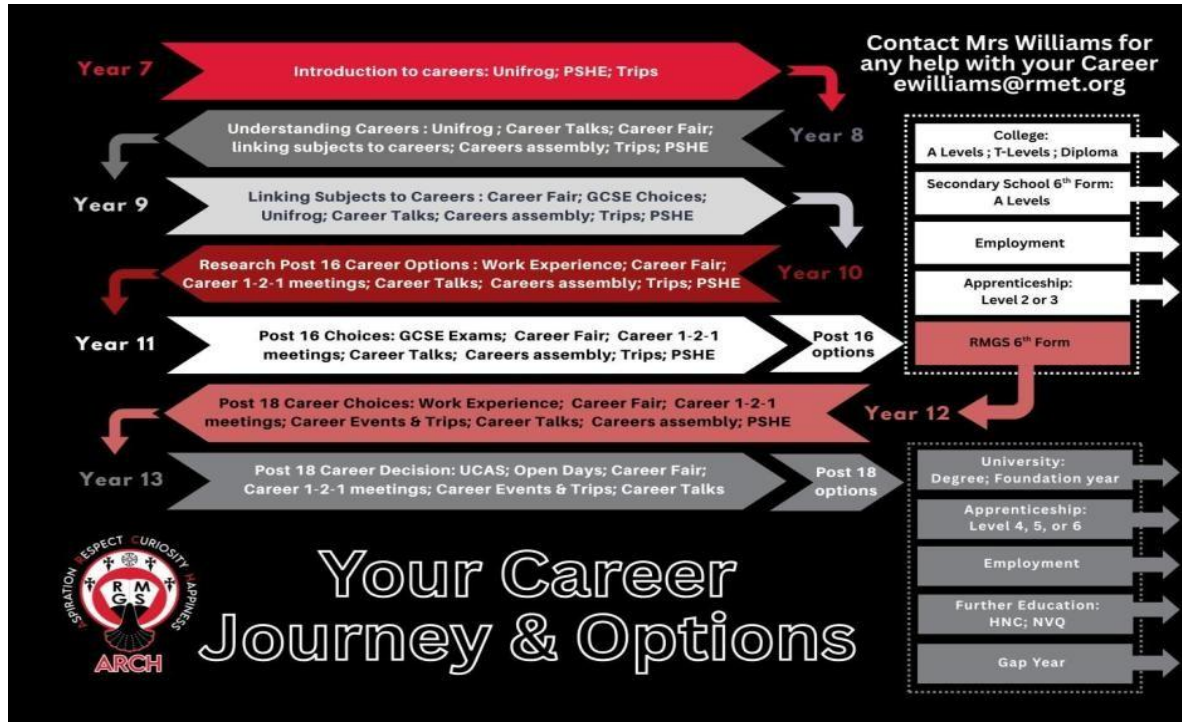 Contact Mrs Williams for
any help with your Career
ewilliams@rmet.org
Year 7
Introduction to careers: Unifrog; PSHE; Trips
Year 8
Understanding Careers : Unifrog ; Career Talks; Career Fair;
linking subjects to careers; Careers assembly; Trips; PSHE
Year 9
Linking Subjects to Careers : Career Fair; GCSE Choices;
Unifrog; Career Talks; Careers assembly; Trips; PSHE
Year 10
Research Post 16 Career Options : Work Experience; Career Fair;
Career 1-2-1 meetings; Career Talks; Careers assembly; Trips; PSHE
Year 11
Post 16 Choices: GCSE Exams; Career Fair; Career 1-2-1
meetings; Career Talks; Careers assembly; Trips; PSHE
Post 16
options
College:
A Levels ; T-Levels ; Diploma
Secondary School 6th Form:
A Levels
Employment
Apprenticeship:
Level 2 or 3
RMGS 6th Form
Year 12
Post 18 Career Choices: Work Experience; Career Fair; Career 1-2-1
meetings; Career Events & Trips; Career Talks; Careers assembly; PSHE
Year 13
Post 18 Career Decision: UCAS; Open Days; Career Fair;
Career 1-2-1 meetings; Career Events & Trips; Career Talks
Post 18
options
University:
Degree; Foundation year
Apprenticeship:
Level 4, 5, or 6
Employment
Further Education:
HNC; NVQ
Gap Year
ASPIRATION RESPECT CURIOSITY HAPPINESS
R M
G S
ARCH
Your Career
Journey & Options